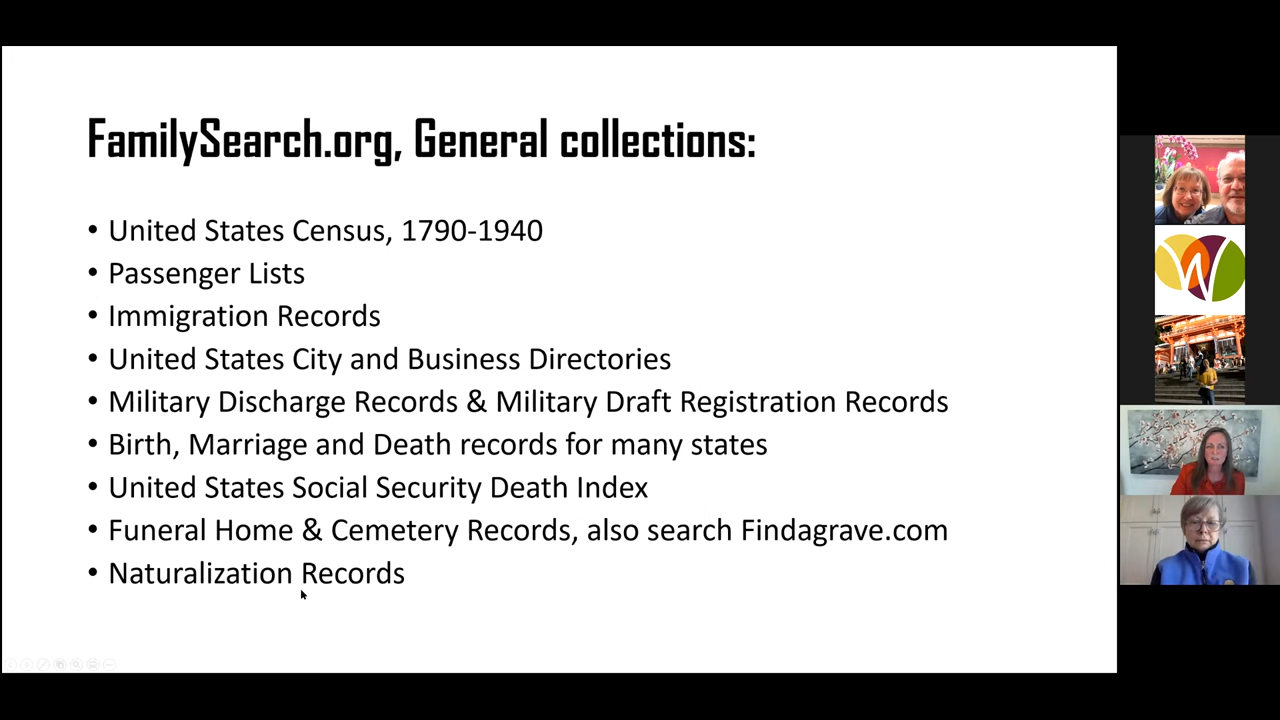 FamilySearch.org, General collections:
• United States Census, 1790-1940
• Passenger Lists
• Immigration Records
• United States City and Business Directories
• Military Discharge Records & Military Draft Registration Records
• Birth, Marriage and Death records for many states
• United States Social Security Death Index
• Funeral Home & Cemetery Records, also search Findagrave.com
• Naturalization Records
W